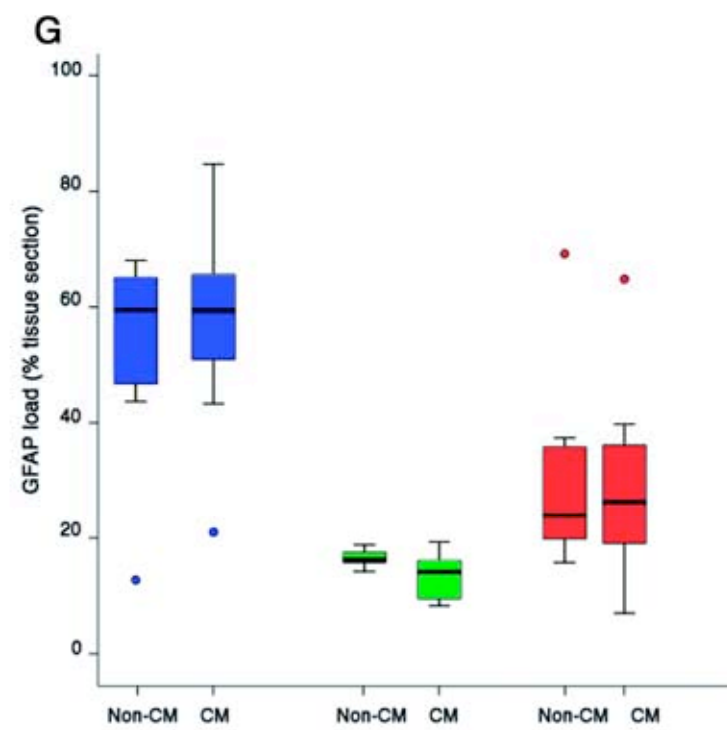 G
GFAP load (% tissue section)
100
80
60
40
20
0
Non-CM CM Non-CM CM Non-CM CM